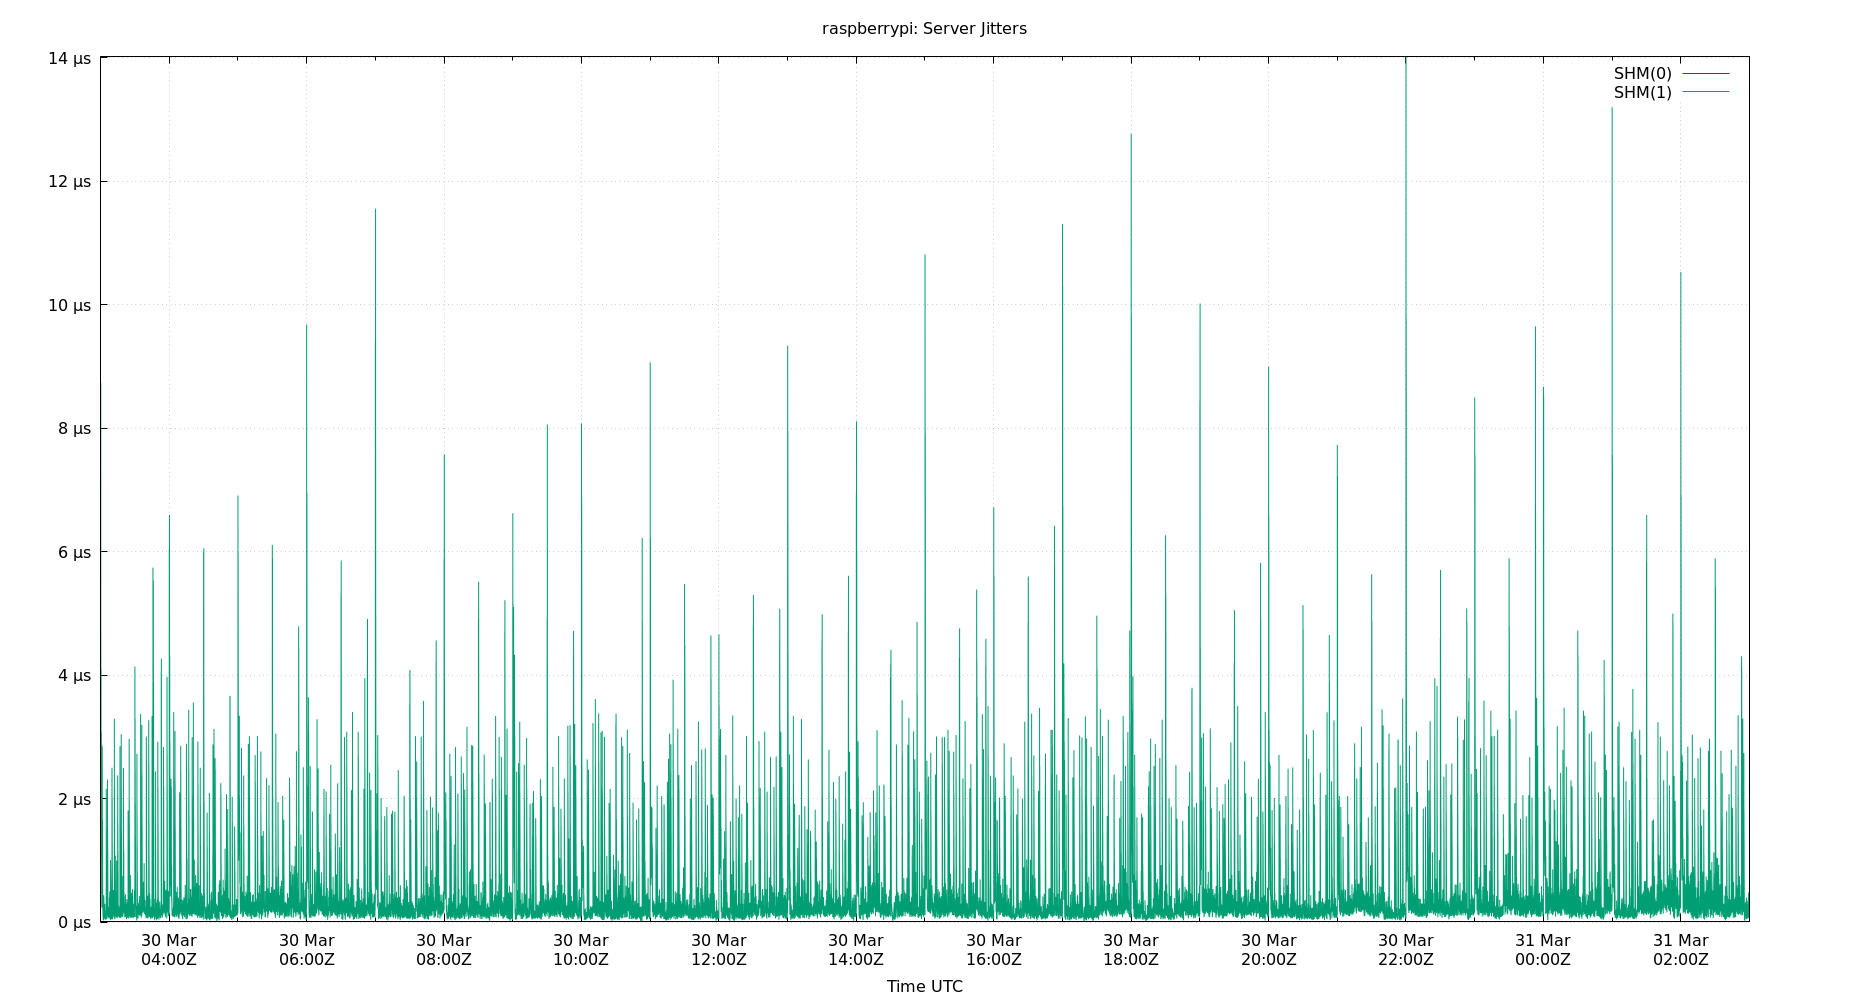 raspberrypi: Server Jitters
14 µs
12 µs
10 µs
8 µs
6 µs
4 µs
2 µs
0 µs
SHM(0)
SHM(1)
30 Mar 30 Mar 30 Mar 30 Mar 30 Mar 30 Mar 30 Mar 30 Mar 30 Mar 30 Mar 31 Mar 31 Mar
04:00Z 06:00Z 08:00Z 10:00Z 12:00Z 14:00Z 16:00Z 18:00Z 20:00Z 22:00Z 00:00Z 02:00Z
Time UTC